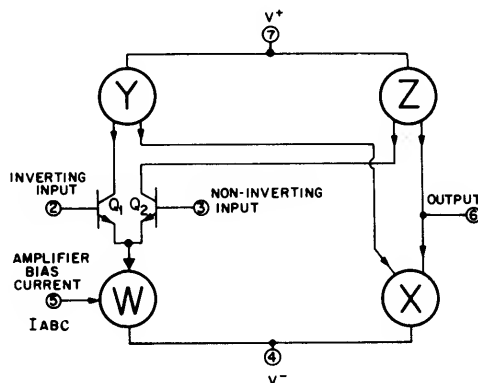 V+
7
Y
Z
INVERTING
INPUT
2
Q1
Q2
3
NON-INVERTING
INPUT
OUTPUT
6
AMPLIFIER
BIAS
CURRENT
5
IABC
W
X
4
V-